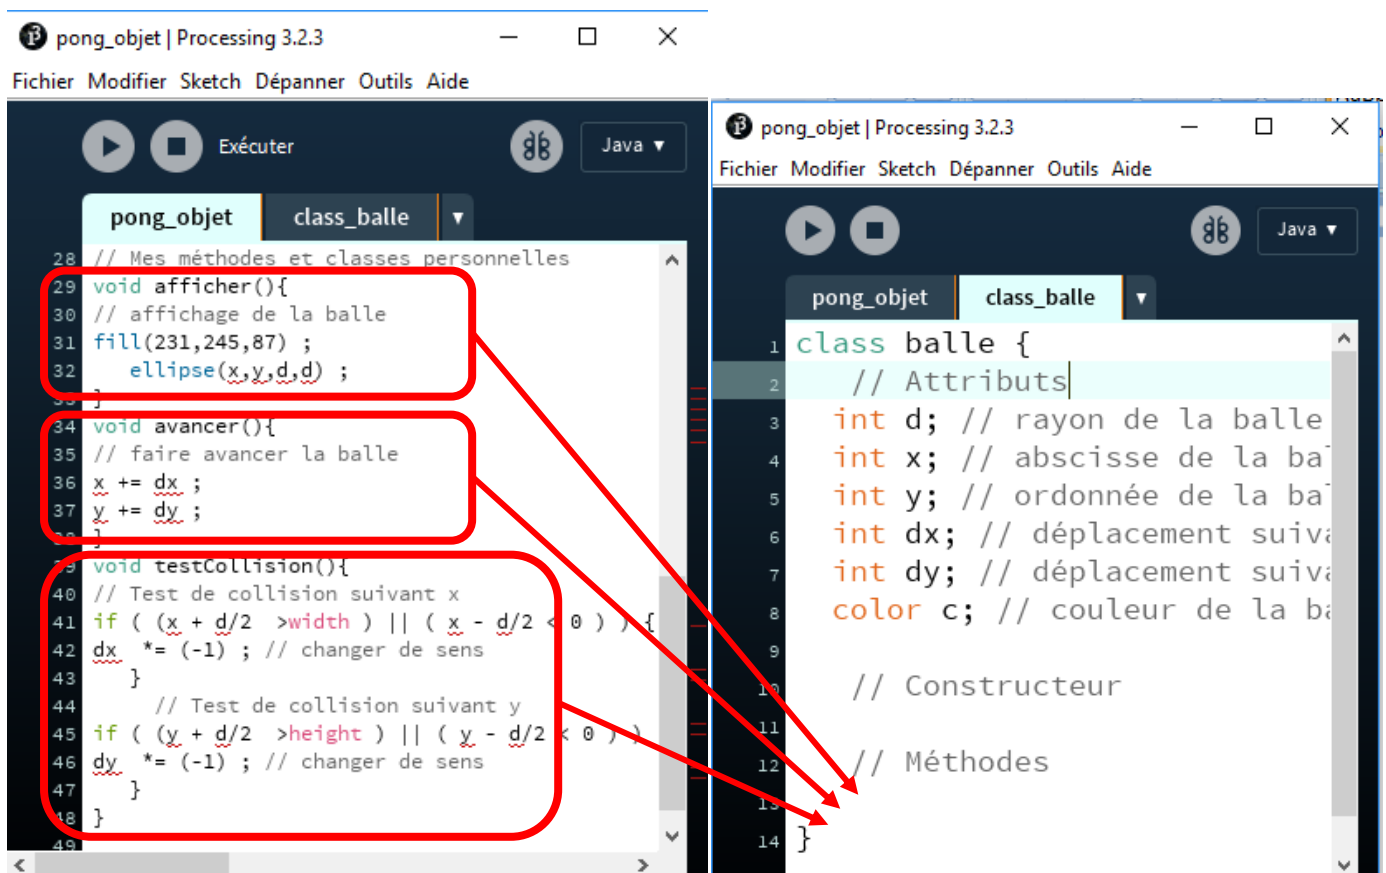 pong_objet | Processing 3.2.3
Fichier Modifier Sketch Dépanner Outils Aide
Exécuter
Java ▼
pong_objet class_balle ▼
28 // Mes méthodes et classes personnelles
29 void afficher(){
30 // affichage de la balle
31 fill(231,245,87) ;
32 ellipse(x,y,d,d) ;
33 }
34 void avancer(){
35 // faire avancer la balle
36 x += dx ;
37 y += dy ;
38 }
39 void testCollision(){
40 // Test de collision suivant x
41 if ( (x + d/2 >width ) || ( x - d/2 < 0 ) ) {
42 dx *= (-1) ; // changer de sens
43 }
44 // Test de collision suivant y
45 if ( (y + d/2 >height ) || ( y - d/2 < 0 ) )
46 dy *= (-1) ; // changer de sens
47 }
48 }
49
pong_objet | Processing 3.2.3
Fichier Modifier Sketch Dépanner Outils Aide
Java ▼
pong_objet class_balle ▼
1 class balle {
2 // Attributs
3 int d; // rayon de la balle
4 int x; // abscisse de la bal
5 int y; // ordonnée de la bal
6 int dx; // déplacement suiva
7 int dy; // déplacement suiva
8 color c; // couleur de la ba
9
10 // Constructeur
11
12 // Méthodes
13
14 }